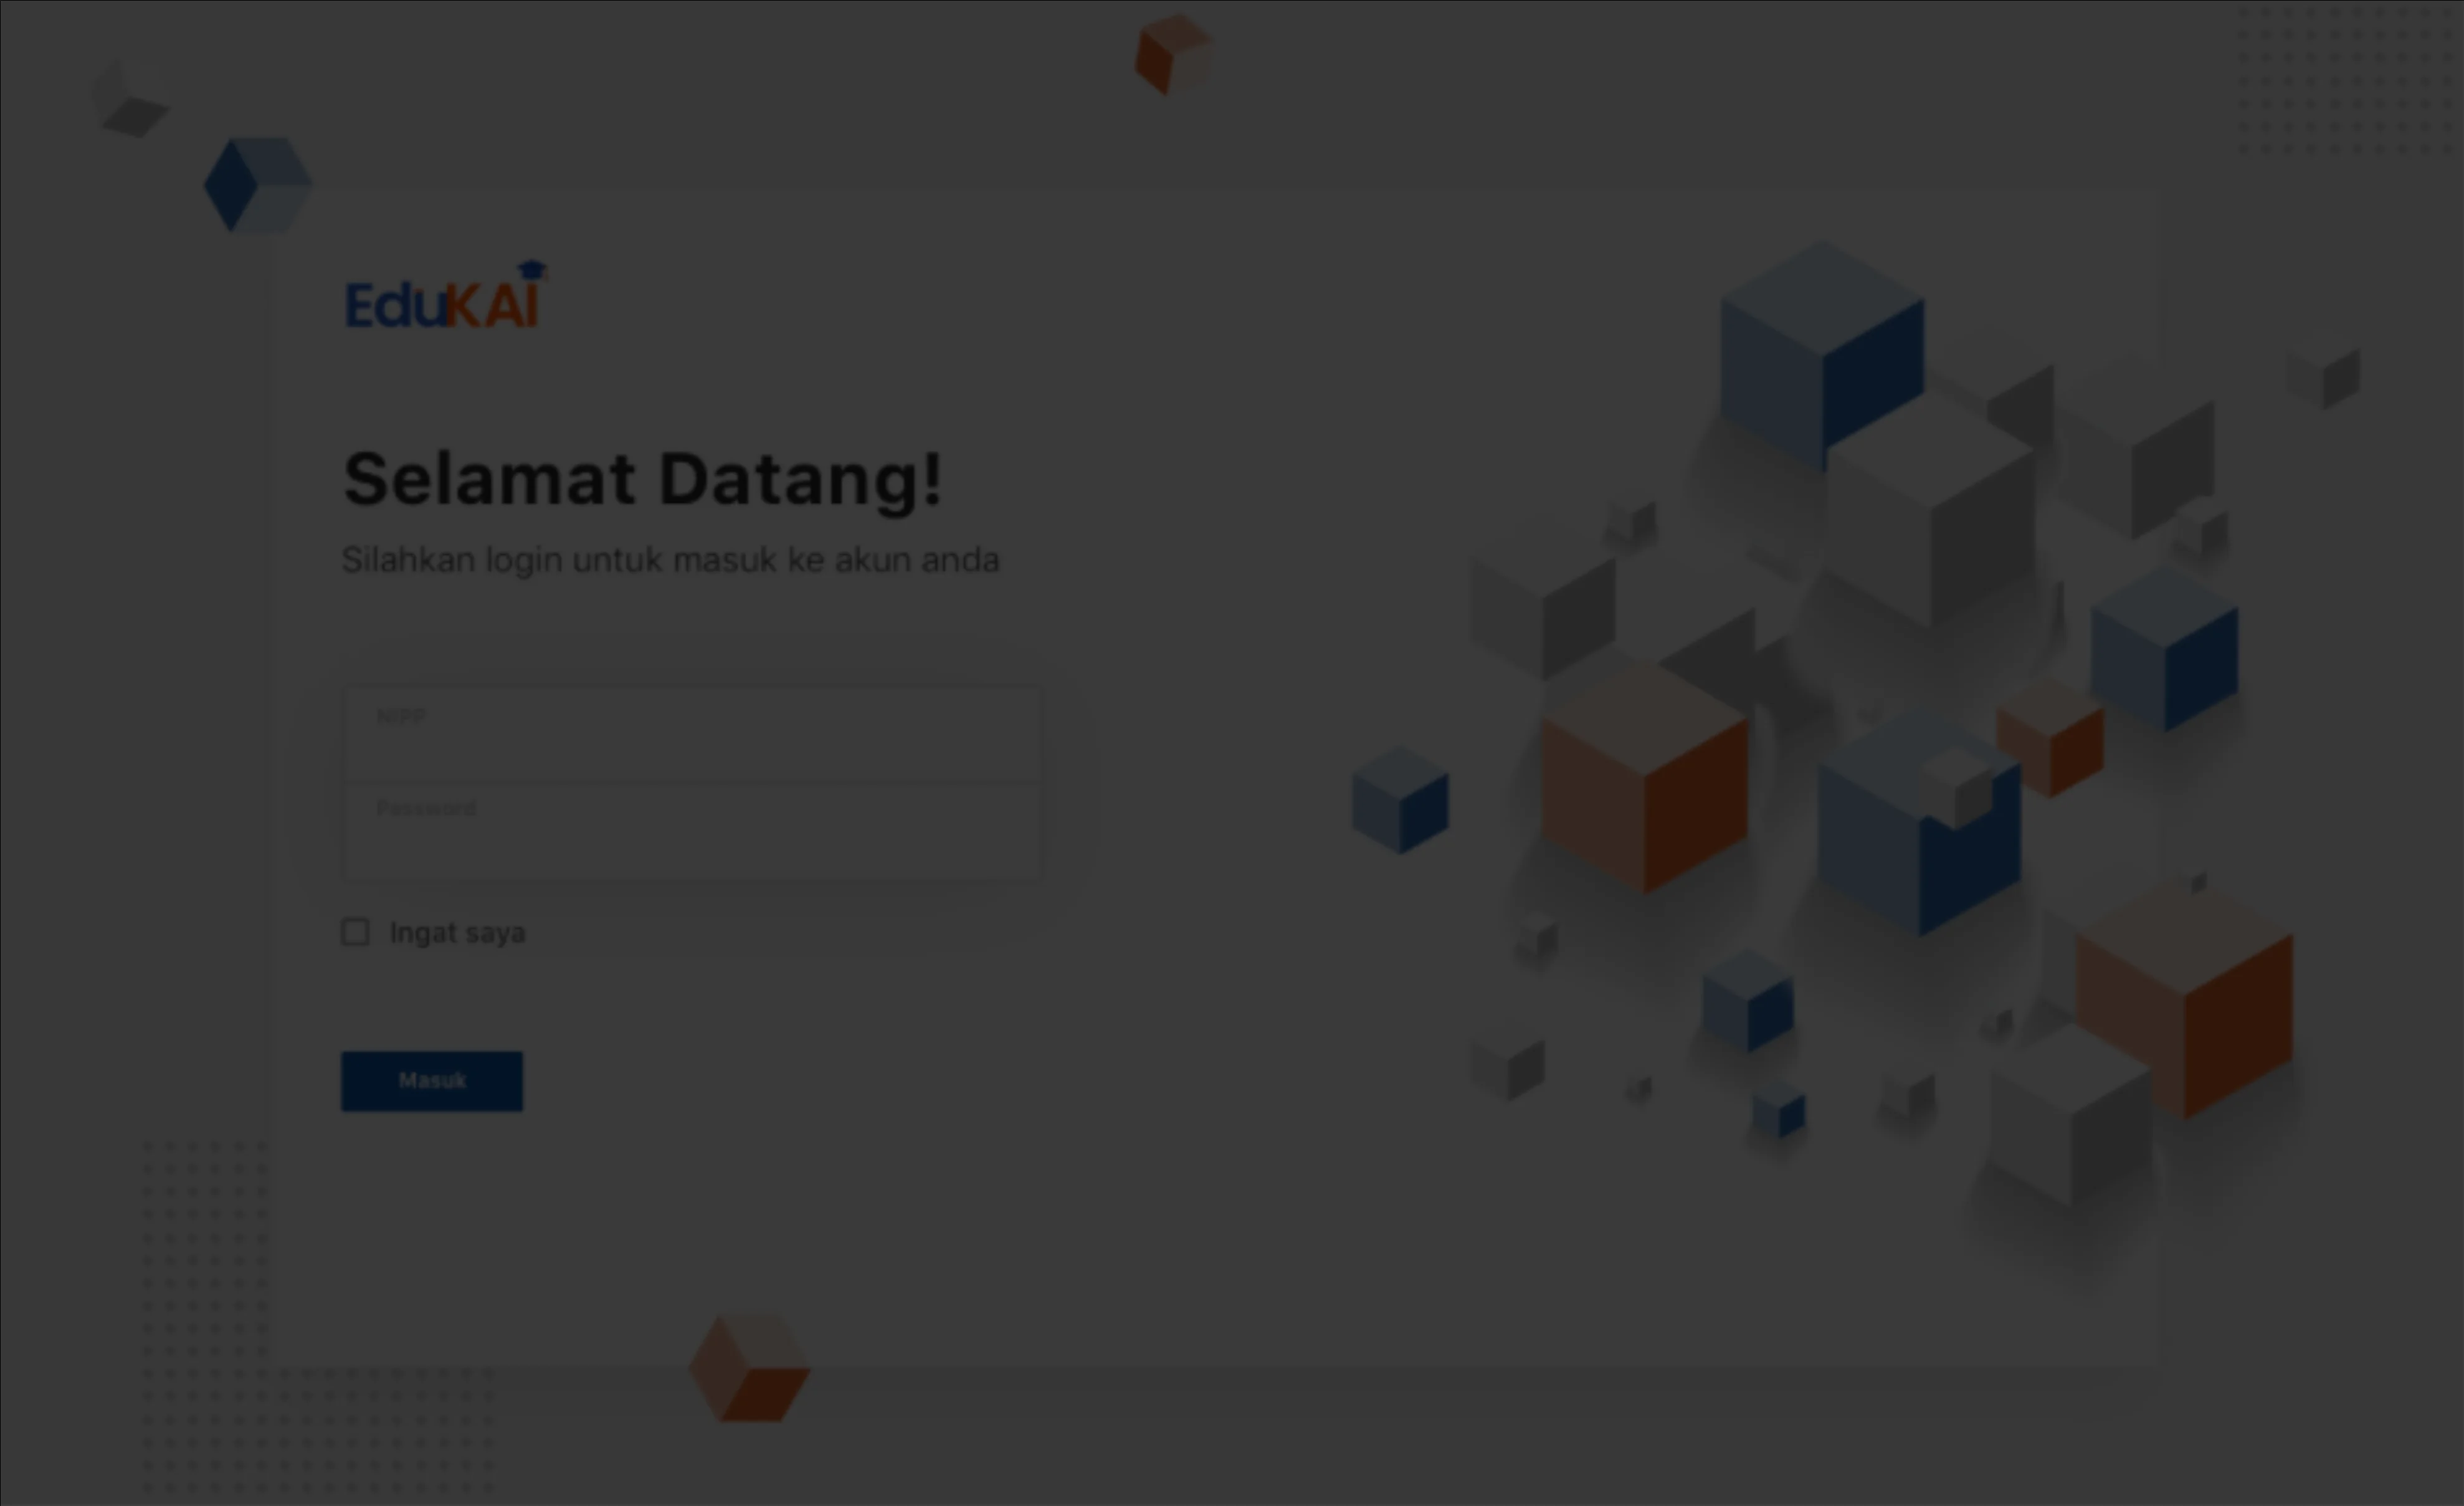 EduKAI
Selamat Datang!
Silahkan login untuk masuk ke akun anda
NIPP
Password
Ingat saya
Masuk